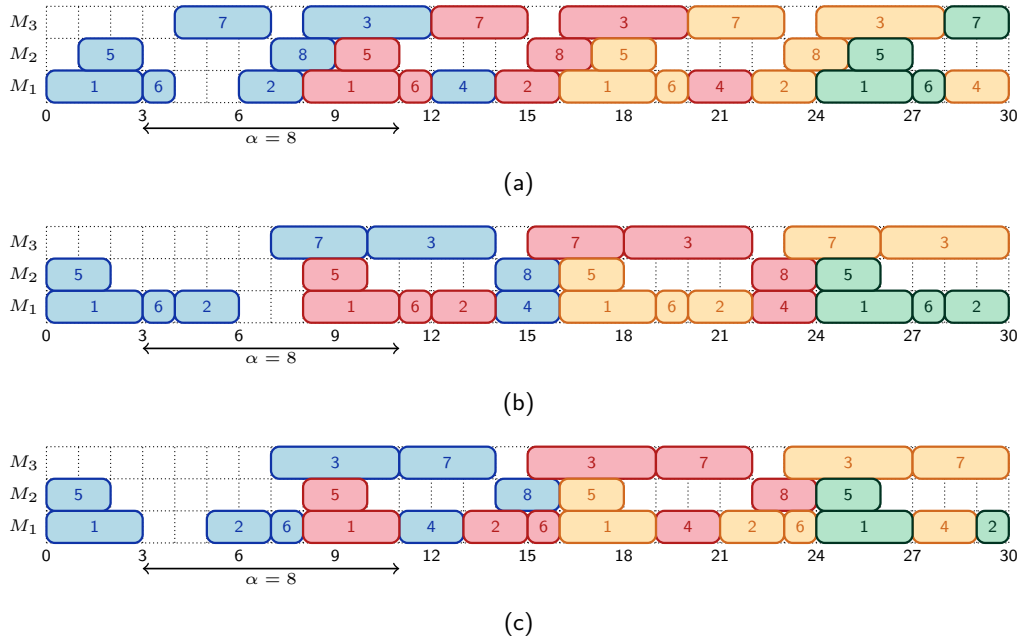 M3 7 3 7 3 7 3 7
M2 5 8 5 8 5 8 5
M1 1 6 2 1 6 4 2 1 6 4 2 1 6 4
0 3 6 9 12 15 18 21 24 27 30
α = 8
(a)
M3 7 3 7 3 7 3
M2 5 5 8 5 8 5
M1 1 6 2 1 6 2 4 1 6 2 4 1 6 2
0 3 6 9 12 15 18 21 24 27 30
α = 8
(b)
M3 3 7 3 7 3 7
M2 5 5 8 5 8 5
M1 1 2 6 1 4 2 6 1 4 2 6 1 4 2
0 3 6 9 12 15 18 21 24 27 30
α = 8
(c)